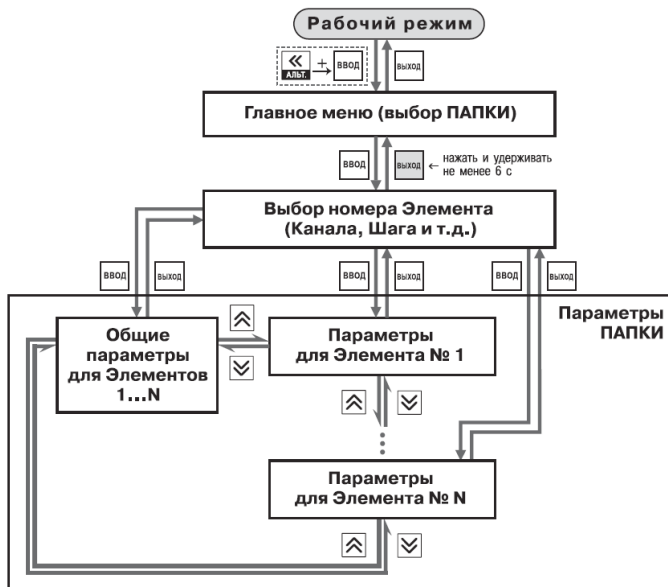 Рабочий режим
АЛЬТ.
+
ВВОД
ВЫХОД
Главное меню (выбор ПАПКИ)
ВВОД
ВЫХОД
← нажать и удерживать
не менее 6 с
Выбор номера Элемента
(Канала, Шага и т.д.)
ВВОД
ВЫХОД
ВВОД
ВЫХОД
ВВОД
ВЫХОД
Параметры
ПАПКИ
Общие
параметры
для Элементов
1...N
Параметры
для Элемента № 1
Параметры
для Элемента № N